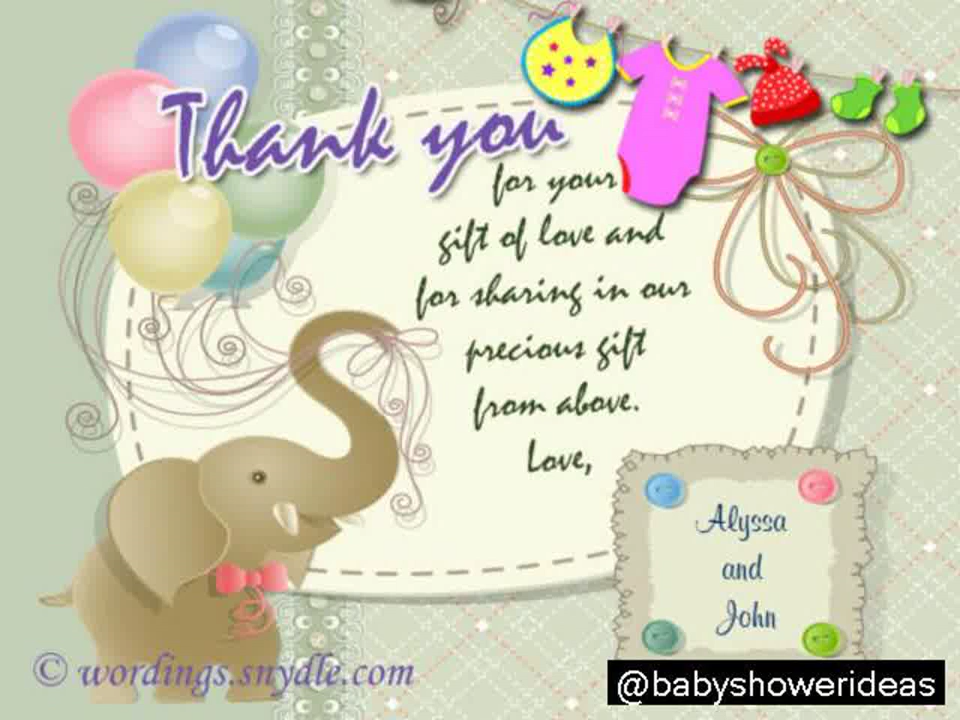 Thank you
for your
gift of love and
for sharing in our
precious gift
from above.
Love,
Alyssa
and
John
© wordings.snydle.com
@babyshowerideas